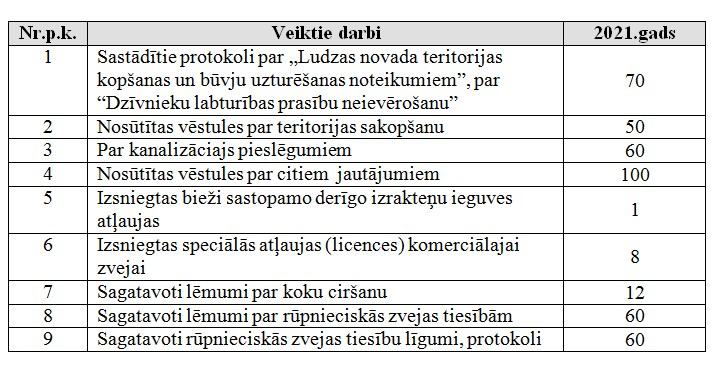 Nr.p.k. Veiktie darbi 2021.gads
1 Sastādītie protokoli par „Ludzas novada teritorijas
kopšanas un būvju uzturēšanas noteikumiem”, par 70
“Dzīvnieku labturības prasību neievērošanu”
2 Nosūtītas vēstules par teritorijas sakopšanu 50
3 Par kanalizāciajs pieslēgumiem 60
4 Nosūtītas vēstules par citiem jautājumiem 100
5 Izsniegtas bieži sastopamo derīgo izrakteņu ieguves
atļaujas 1
6 Izsniegtas speciālās atļaujas (licences) komerciālajai
zvejai 8
7 Sagatavoti lēmumi par koku ciršanu 12
8 Sagatavoti lēmumi par rūpnieciskās zvejas tiesībām 60
9 Sagatavoti rūpnieciskās zvejas tiesību līgumi, protokoli 60